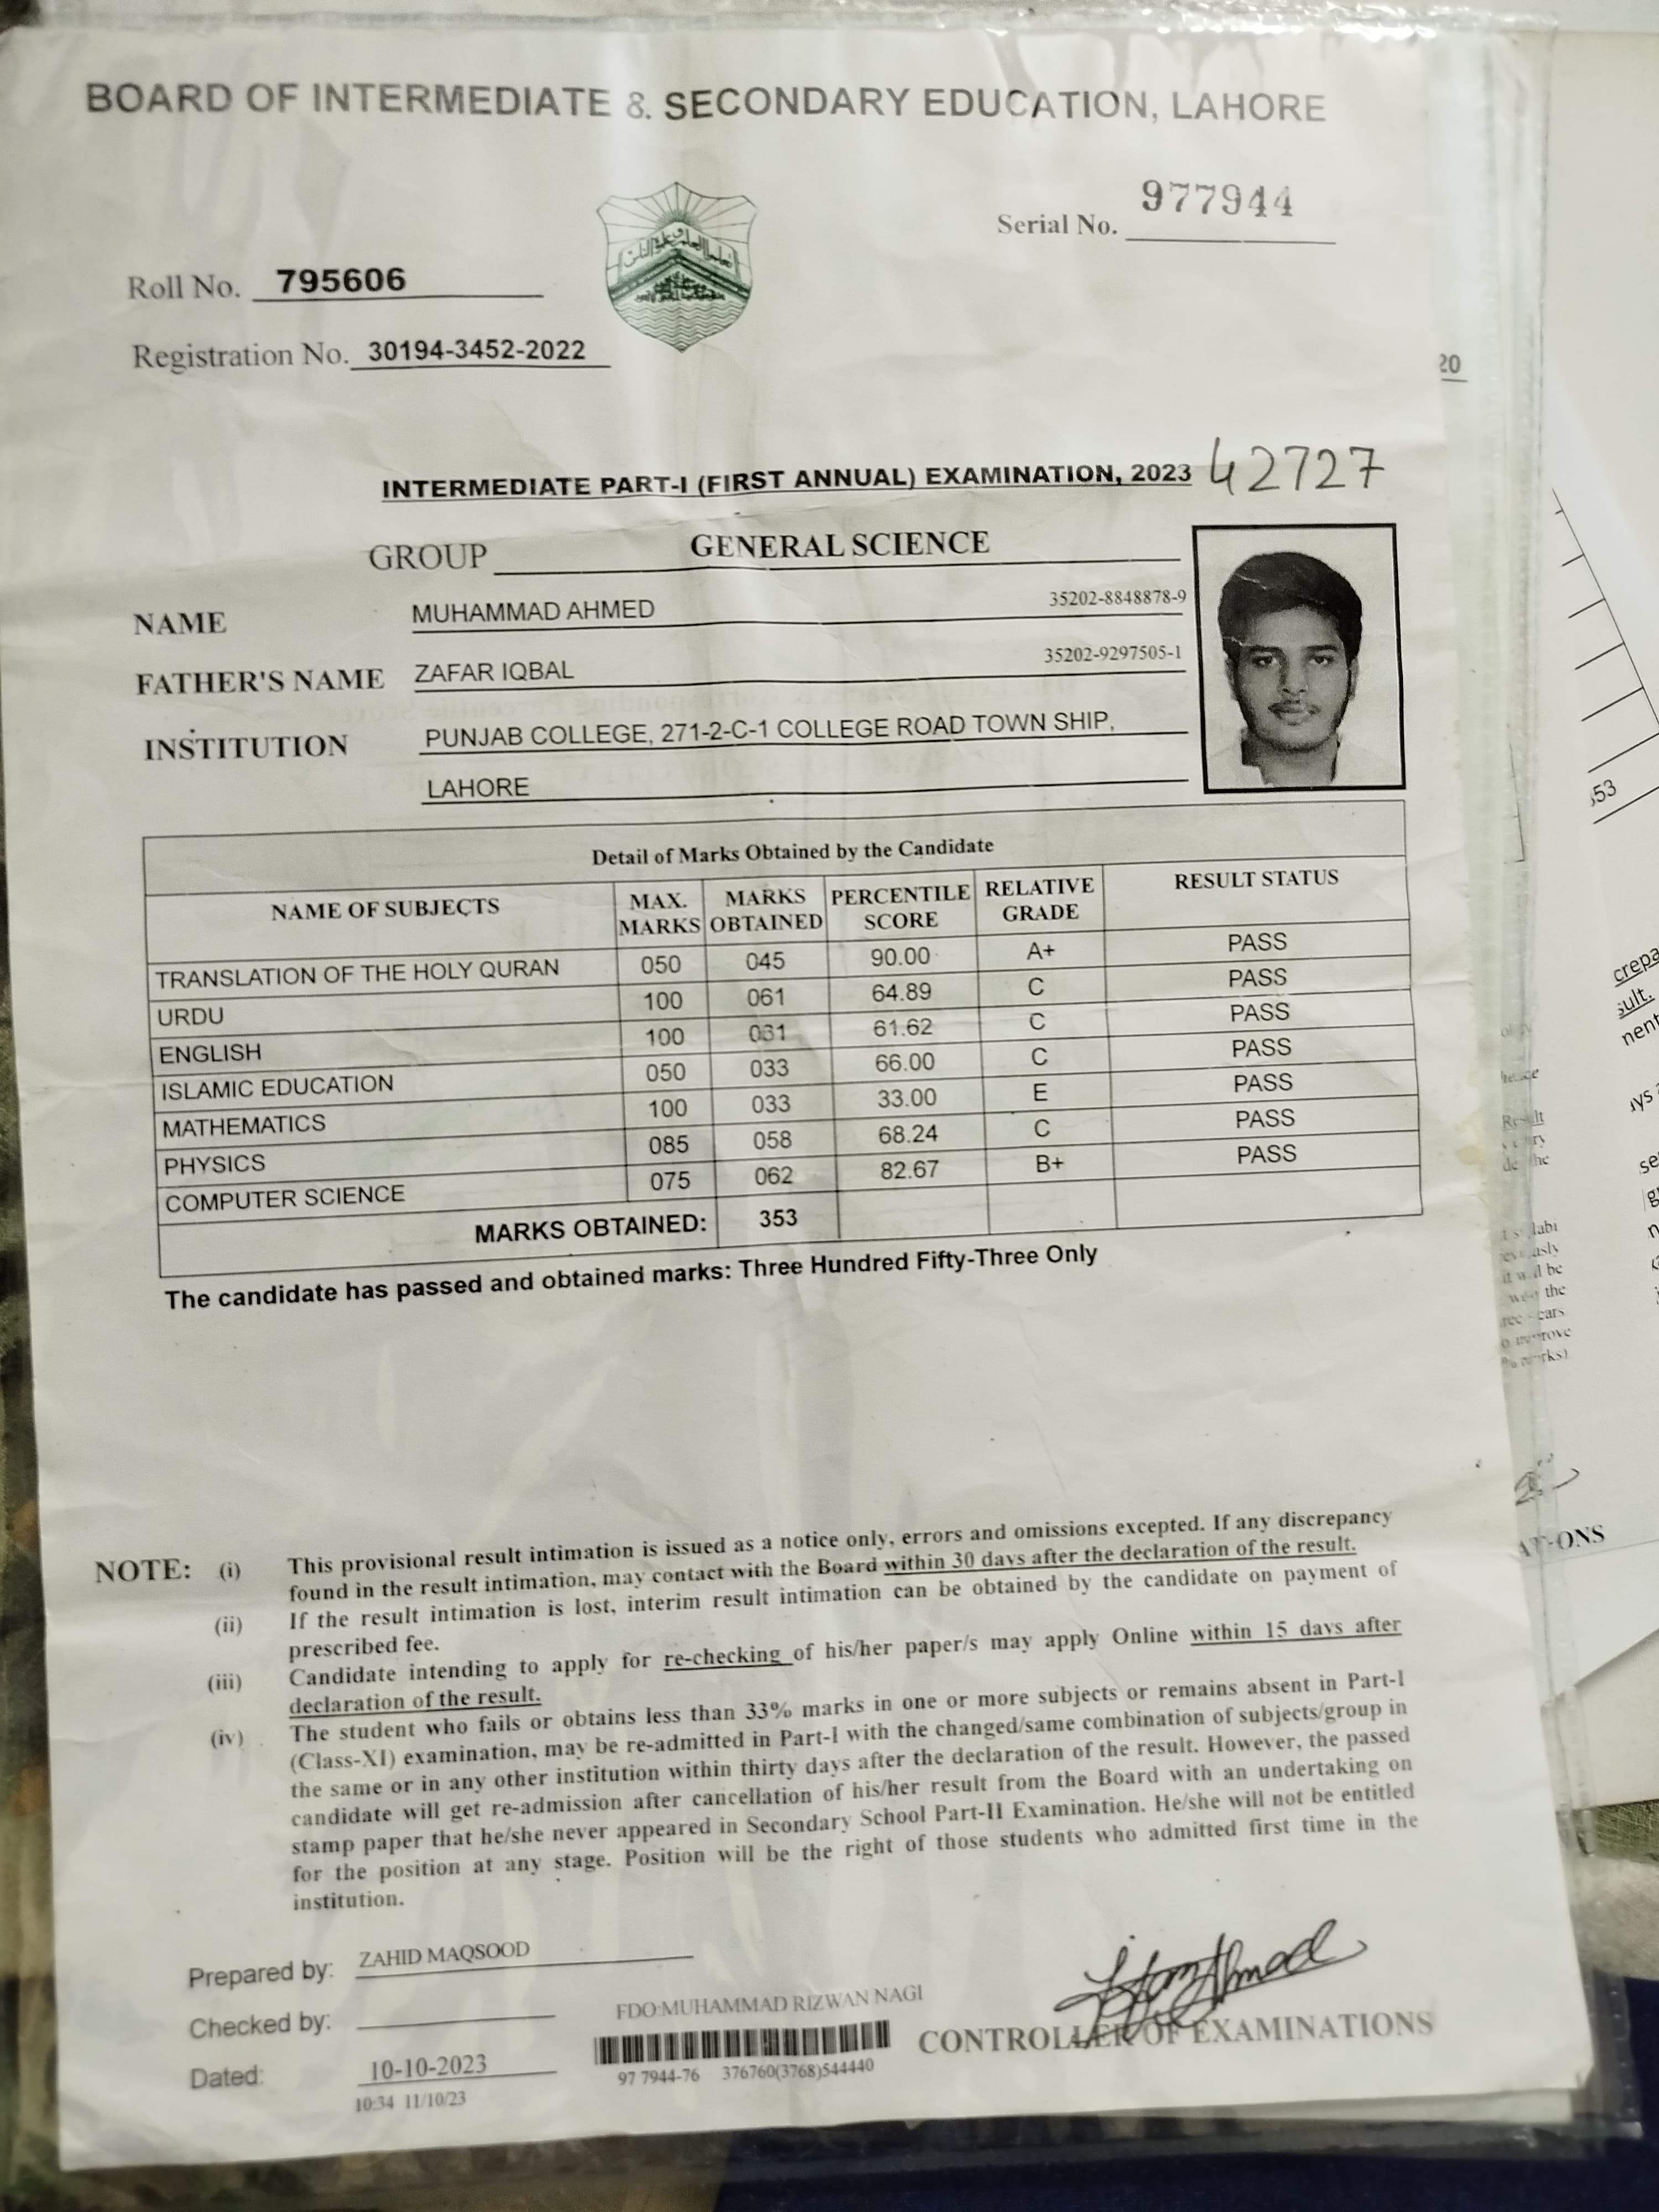 BOARD OF INTERMEDIATE & SECONDARY EDUCATION, LAHORE
Serial No. 977944
Roll No. 795606
Registration No. 30194-3452-2022
20
INTERMEDIATE PART-I (FIRST ANNUAL) EXAMINATION, 2023 42727
GROUP GENERAL SCIENCE
NAME MUHAMMAD AHMED 35202-8848878-9
FATHER'S NAME ZAFAR IQBAL 35202-9297505-1
INSTITUTION PUNJAB COLLEGE, 271-2-C-1 COLLEGE ROAD TOWN SHIP,
LAHORE
Detail of Marks Obtained by the Candidate
NAME OF SUBJECTS MAX. MARKS MARKS OBTAINED PERCENTILE SCORE RELATIVE GRADE RESULT STATUS
TRANSLATION OF THE HOLY QURAN 050 045 90.00 A+ PASS
URDU 100 061 64.89 C PASS
ENGLISH 100 061 61.62 C PASS
ISLAMIC EDUCATION 050 033 66.00 C PASS
MATHEMATICS 100 033 33.00 E PASS
PHYSICS 085 058 68.24 C PASS
COMPUTER SCIENCE 075 062 82.67 B+ PASS
MARKS OBTAINED: 353
The candidate has passed and obtained marks: Three Hundred Fifty-Three Only
NOTE: (i) This provisional result intimation is issued as a notice only, errors and omissions excepted. If any discrepancy
found in the result intimation, may contact with the Board within 30 days after the declaration of the result.
(ii) If the result intimation is lost, interim result intimation can be obtained by the candidate on payment of
prescribed fee.
(iii) Candidate intending to apply for re-checking of his/her paper/s may apply Online within 15 days after
declaration of the result.
(iv) The student who fails or obtains less than 33% marks in one or more subjects or remains absent in Part-I
(Class-XI) examination, may be re-admitted in Part-I with the changed/same combination of subjects/group in
the same or in any other institution within thirty days after the declaration of the result. However, the passed
candidate will get re-admission after cancellation of his/her result from the Board with an undertaking on
stamp paper that he/she never appeared in Secondary School Part-II Examination. He/she will not be entitled
for the position at any stage. Position will be the right of those students who admitted first time in the
institution.
Prepared by: ZAHID MAQSOOD
Checked by:
FDO:MUHAMMAD RIZWAN NAGI
CONTROLLER OF EXAMINATIONS
Dated: 10-10-2023
10:34 11/10/23
97 7944-76 376760(3768)544440